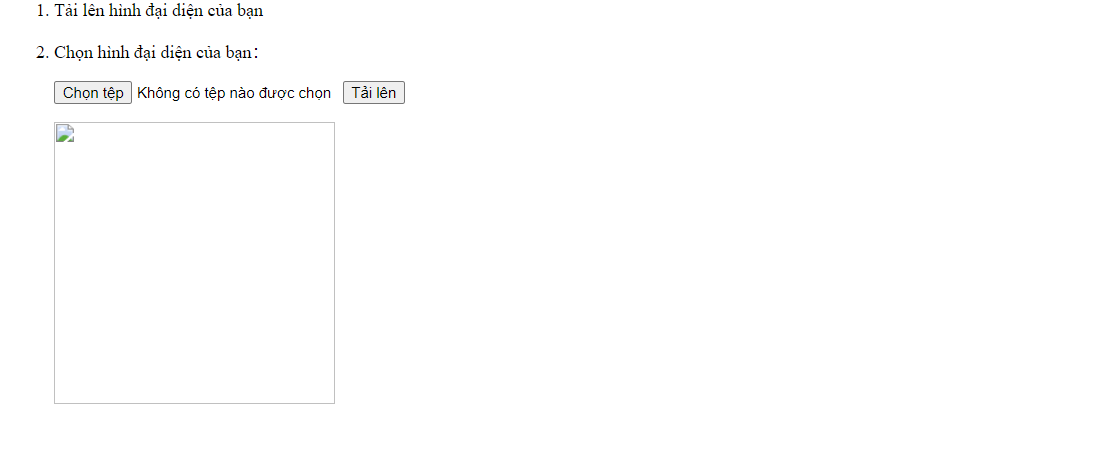 1. Tải lên hình đại diện của bạn
2. Chọn hình đại diện của bạn：
Chọn tệp Không có tệp nào được chọn Tải lên